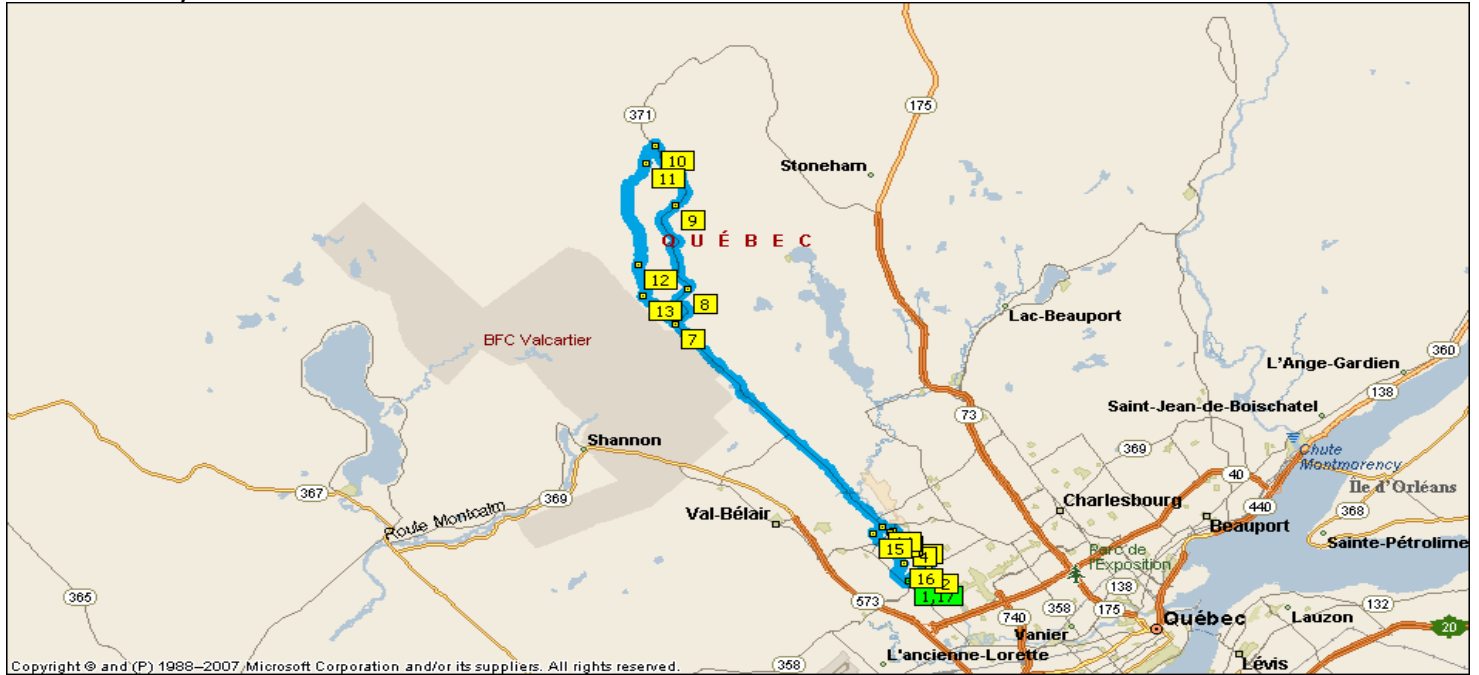 371
175
10
Stoneham
11
9
QUÉBEC
12
8
Lac-Beauport
13
BFC Valcartier
7
360
L'Ange-Gardien
138
Saint-Jean-de-Boischatel
73
Shannon
369
Chute
Montmorency
40
Île d'Orléans
367
369
Charlesbourg
440
Route Montcalm
Val-Bélair
Beauport
368
Sainte-Pétrolime
15
4
Parc de
l'Exposition
16
2
138
1,17
365
573
358
175
132
740
Québec
Lauzon
20
Vanier
L'ancienne-Lorette
358
Lévis
Copyright © and (P) 1988–2007 Microsoft Corporation and/or its suppliers. All rights reserved.